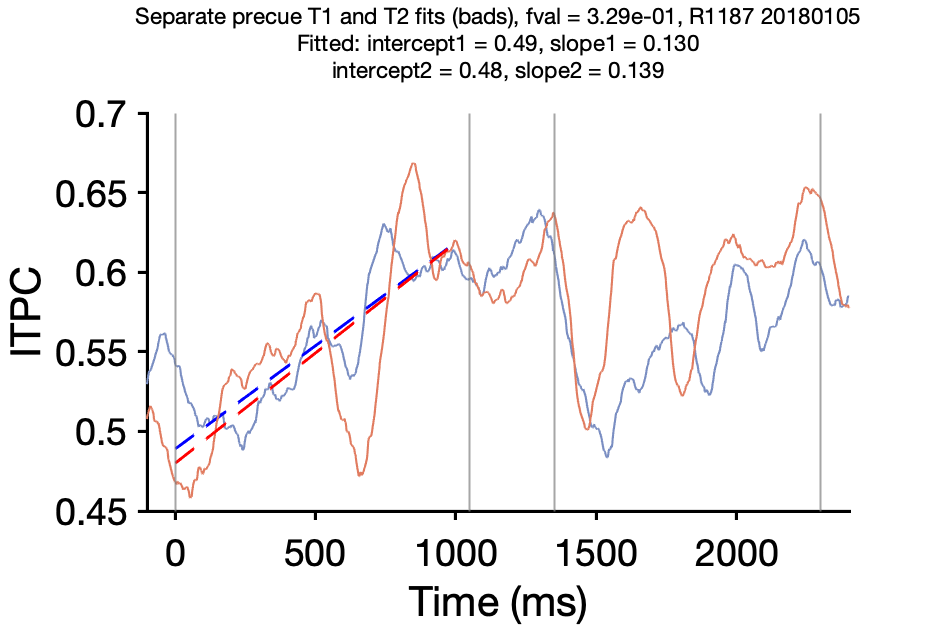 Separate precue T1 and T2 fits (bads), fval = 3.29e-01, R1187 20180105
Fitted: intercept1 = 0.49, slope1 = 0.130
intercept2 = 0.48, slope2 = 0.139
0.7
0.65
0.6
0.55
0.5
0.45
ITPC
0 500 1000 1500 2000
Time (ms)